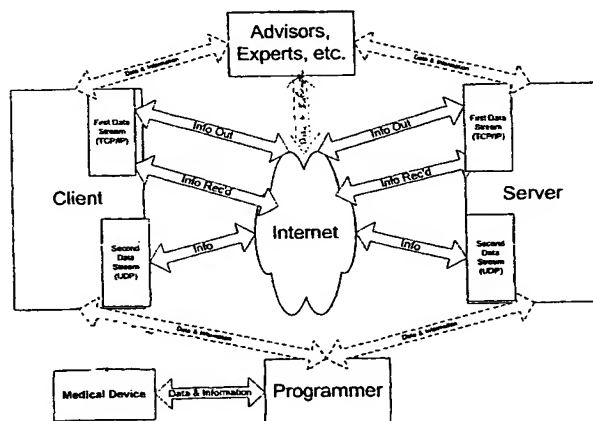 Advisors,
Experts, etc.
Data & Information
Data & Information
Data &
First Data
Stream
(TCP/IP)
Info Out
Info Out
First Data
Stream
(TCP/IP)
Client
Info Rec'd
Info Rec'd
Server
Internet
Second
Data
Stream
(UDP)
Info
Info
Second
Data
Stream
(UDP)
Data & Information
Data & Information
Medical Device
Data & Information
Programmer